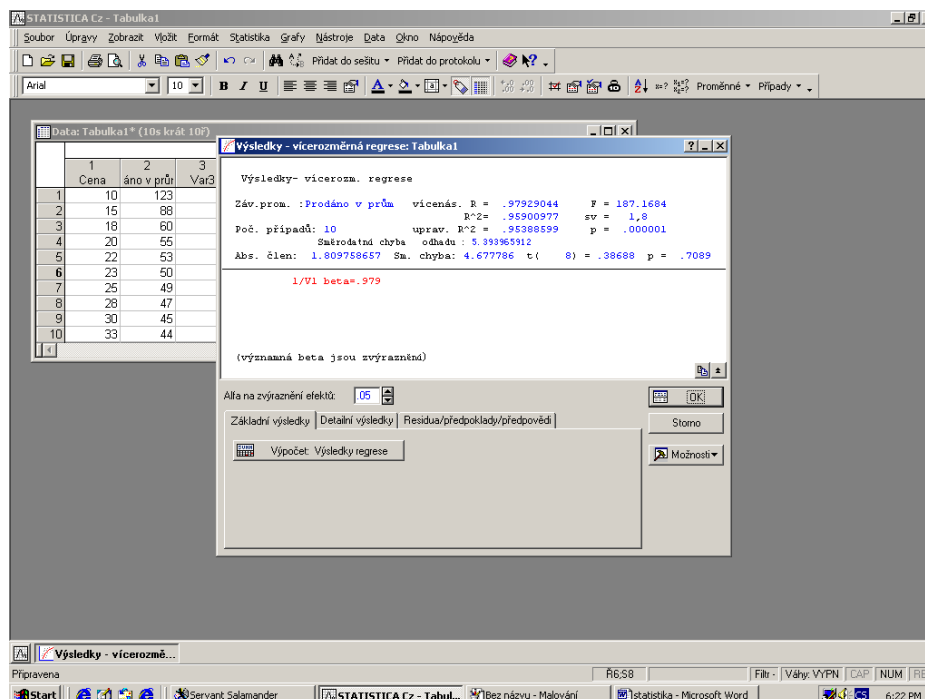 STATISTICA Cz - Tabulka1
Soubor Úpravy Zobrazit Vložit Formát Statistika Grafy Nástroje Data Okno Nápověda
Přidat do sešitu Přidat do protokolu
Arial 10 B I U Proměnné Případy
Data: Tabulka1* (10s krát 10ř)
1 2 3
Cena áno v průr Var3
1 10 123
2 15 88
3 18 60
4 20 55
5 22 53
6 23 50
7 25 49
8 28 47
9 30 45
10 33 44
Výsledky - vícerozměrná regrese: Tabulka1
Výsledky- vícerozm. regrese
Záv.prom. :Prodáno v prům vícenás. R = .97929044 F = 187.1684
R^2= .95900977 sv = 1,8
Poč. případů: 10 uprav. R^2 = .95388599 p = .000001
Směrodatná chyba odhadu : 5.393965912
Abs. člen: 1.809758657 Sm. chyba: 4.677786 t( 8) = .38688 p = .7089
1/V1 beta=.979
(významná beta jsou zvýrazněná)
Alfa na zvýraznění efektů: .05
OK
Základní výsledky Detailní výsledky Residua/předpoklady/předpovědi
Storno
Výpočet: Výsledky regrese
Možnosti
Výsledky - vícerozmě...
Připravena Ř6,S8 Filtr - Váhy: VYPN CAP NUM RE
Start Servant Salamander STATISTICA Cz - Tabul... Bez názvu - Malování statistika - Microsoft Word CS 6:22 PM